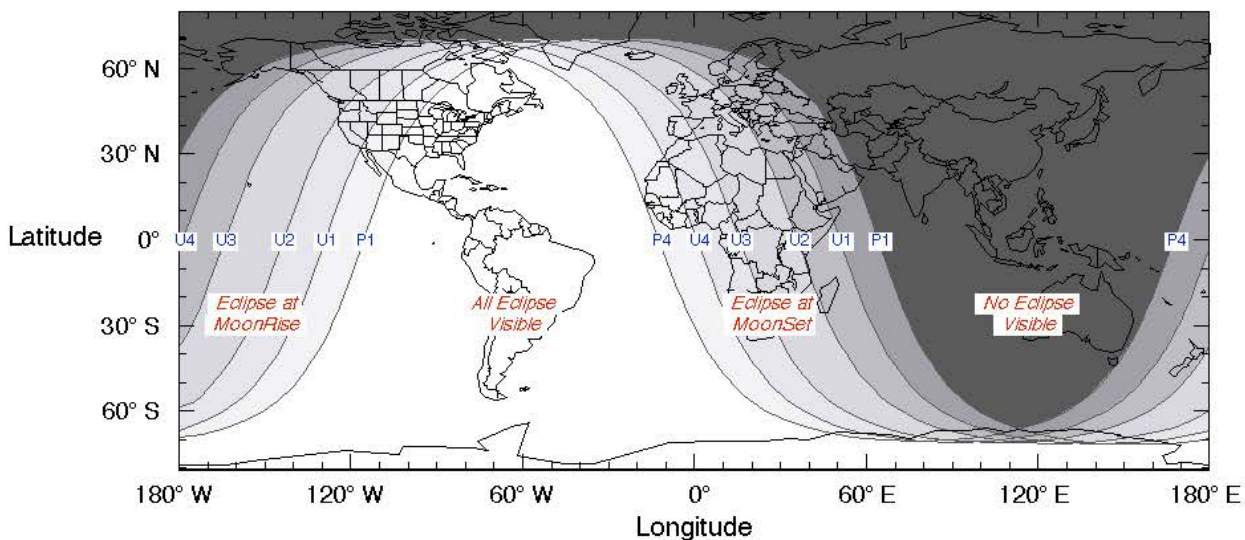 60° N
30° N
Latitude 0°
U4 U3 U2 U1 P1 P4 U4 U3 U2 U1 P1 P4
Eclipse at MoonRise
All Eclipse Visible
Eclipse at MoonSet
No Eclipse Visible
30° S
60° S
180° W 120° W 60° W 0° 60° E 120° E 180° E
Longitude